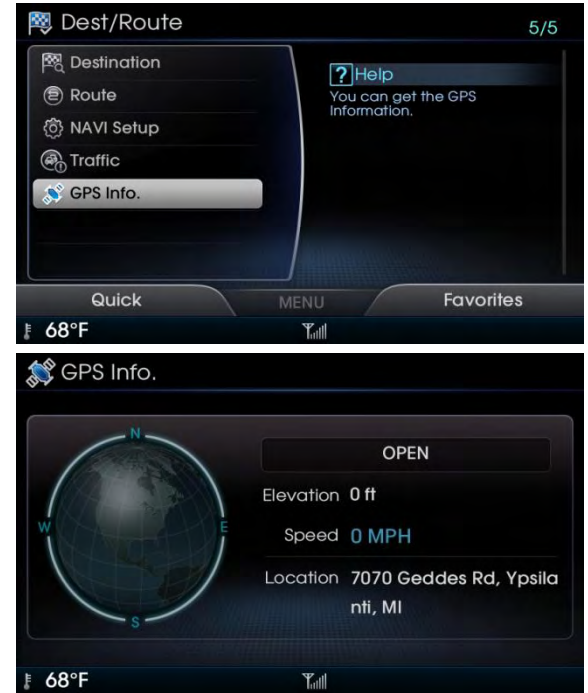 Dest/Route
5/5
Destination
Route
NAVI Setup
Traffic
GPS Info.
?Help
You can get the GPS
Information.
Quick
MENU
Favorites
68°F
GPS Info.
N
W
E
S
OPEN
Elevation 0 ft
Speed 0 MPH
Location 7070 Geddes Rd, Ypsila
nti, MI
68°F